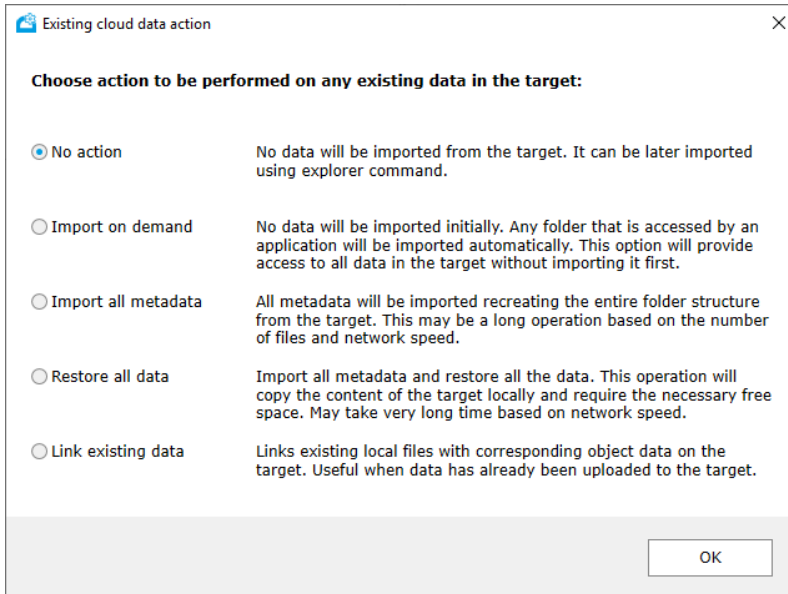 Existing cloud data action
Choose action to be performed on any existing data in the target:
No action
No data will be imported from the target. It can be later imported
using explorer command.
Import on demand
No data will be imported initially. Any folder that is accessed by an
application will be imported automatically. This option will provide
access to all data in the target without importing it first.
Import all metadata
All metadata will be imported recreating the entire folder structure
from the target. This may be a long operation based on the number
of files and network speed.
Restore all data
Import all metadata and restore all the data. This operation will
copy the content of the target locally and require the necessary free
space. May take very long time based on network speed.
Link existing data
Links existing local files with corresponding object data on the
target. Useful when data has already been uploaded to the target.
OK